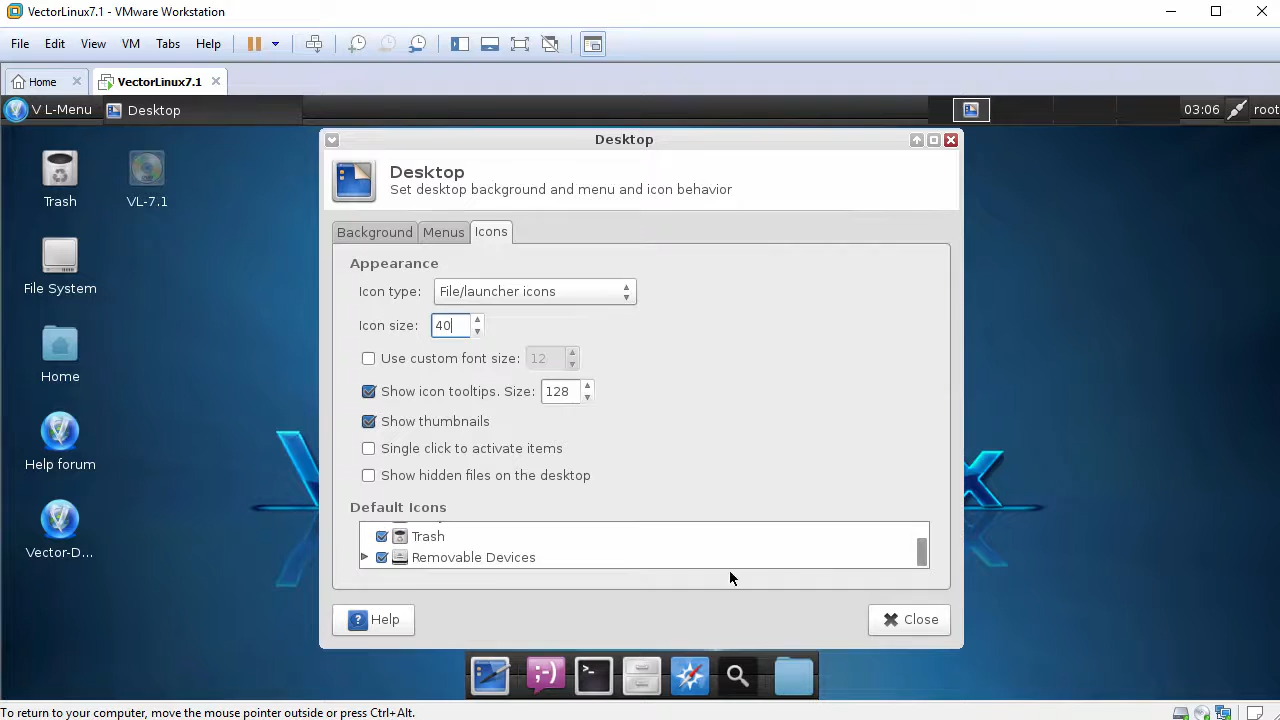 VectorLinux7.1 - VMware Workstation
File Edit View VM Tabs Help
Home VectorLinux7.1
V L-Menu Desktop 03:06 root
Desktop
Trash VL-7.1
File System
Home
Help forum
Vector-D...
Desktop
Set desktop background and menu and icon behavior
Background Menus Icons
Appearance
Icon type: File/launcher icons
Icon size: 40
Use custom font size: 12
Show icon tooltips. Size: 128
Show thumbnails
Single click to activate items
Show hidden files on the desktop
Default Icons
Trash
Removable Devices
? Help Close
;-)
>_
To return to your computer, move the mouse pointer outside or press Ctrl+Alt.